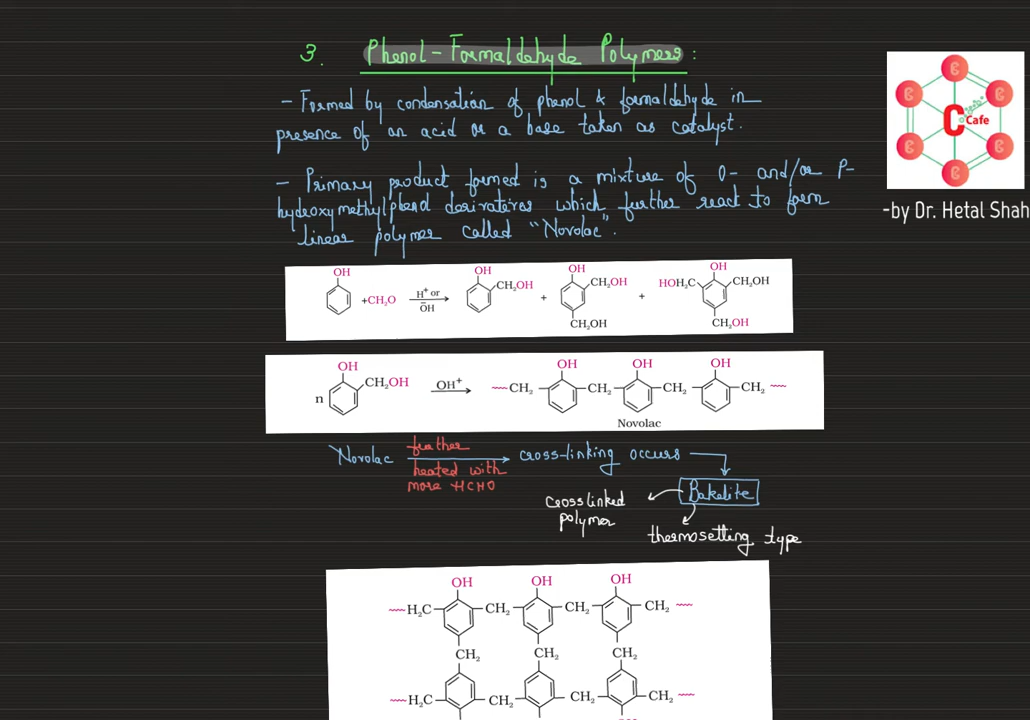 3. Phenol-Formaldehyde Polymers:
- Formed by condensation of phenol & formaldehyde in
presence of an acid or a base taken as catalyst.
C Cafe
- by Dr. Hetal Shah
- Primary product formed is a mixture of O- and/or P-
hydroxymethylphenol derivatives which further react to form
linear polymer called "Novolac".
OH OH OH OH
+CH₂O H⁺ or CH₂OH + CH₂OH + HOH₂C CH₂OH
ŌH
CH₂OH CH₂OH
OH OH OH OH
n CH₂OH OH⁺ CH₂ CH₂ CH₂ CH₂
Novolac
Novolac further cross-linking occurs
heated with
more HCHO
Bakelite
Crosslinked
polymer
thermosetting type
OH OH OH
H₂C CH₂ CH₂ CH₂
CH₂ CH₂ CH₂
H₂C CH₂ CH₂ CH₂